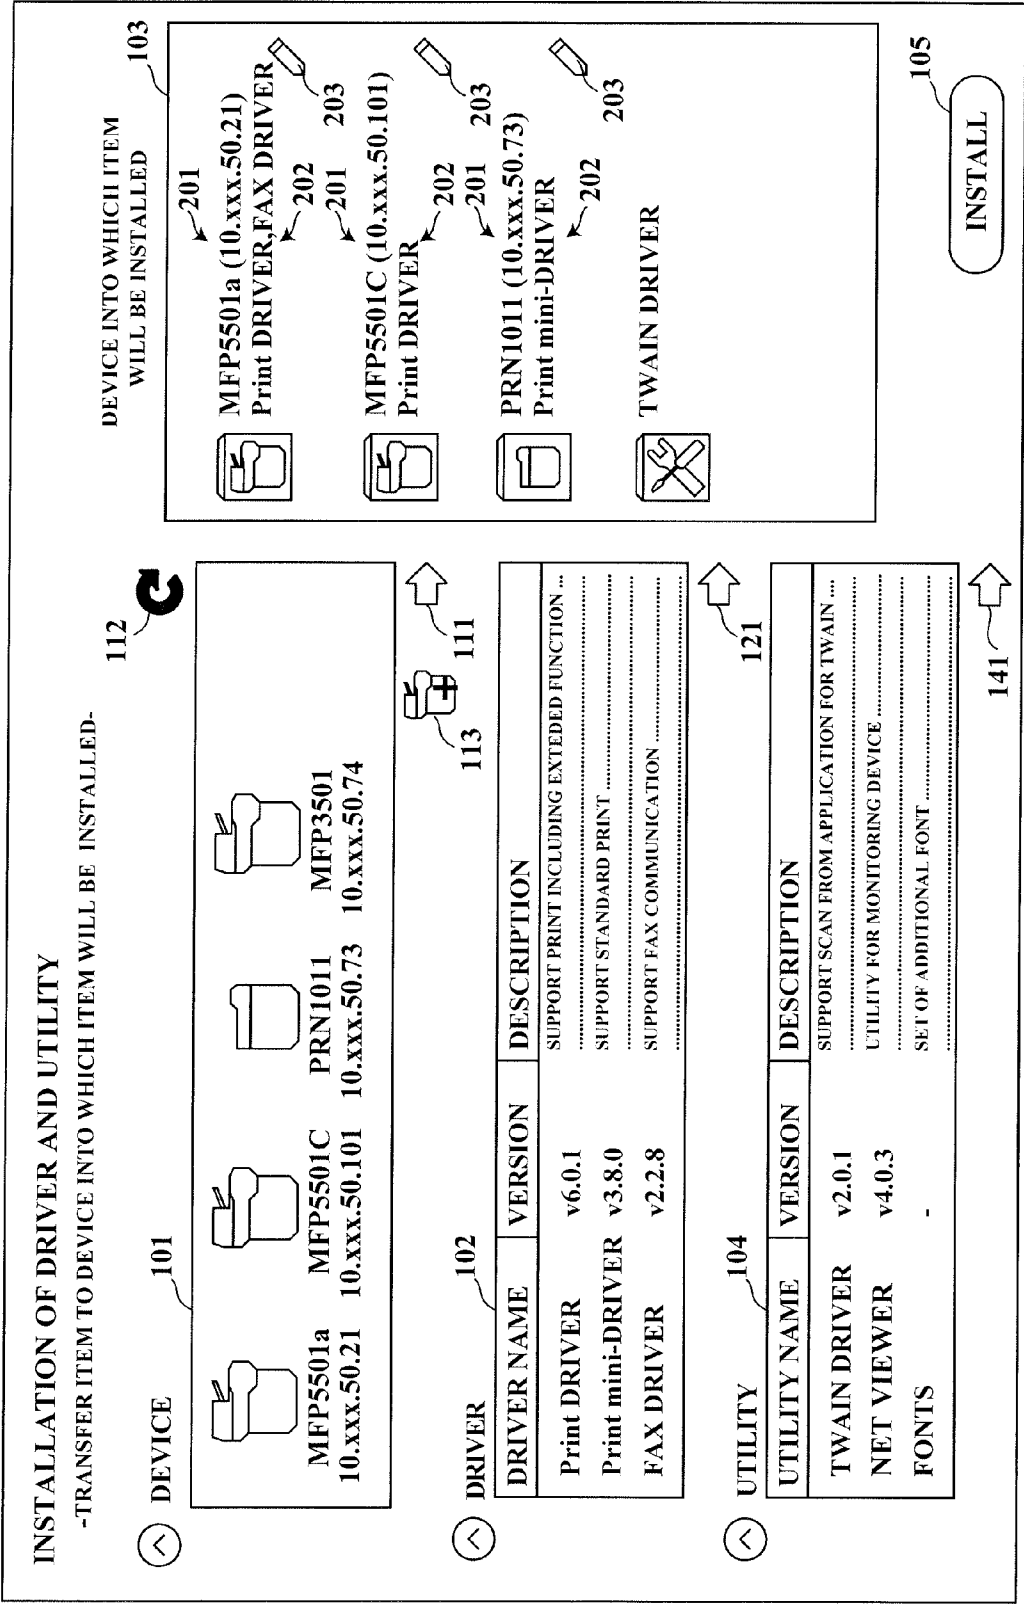 INSTALLATION OF DRIVER AND UTILITY
-TRANSFER ITEM TO DEVICE INTO WHICH ITEM WILL BE INSTALLED-
DEVICE
101
112
MFP5501a
10.xxx.50.21
MFP5501C
10.xxx.50.101
PRN1011
10.xxx.50.73
MFP3501
10.xxx.50.74
113
111
DRIVER
102
DRIVER NAME VERSION DESCRIPTION
Print DRIVER v6.0.1 SUPPORT PRINT INCLUDING EXTEDED FUNCTION ...
Print mini-DRIVER v3.8.0 SUPPORT STANDARD PRINT
FAX DRIVER v2.2.8 SUPPORT FAX COMMUNICATION
121
UTILITY
104
UTILITY NAME VERSION DESCRIPTION
TWAIN DRIVER v2.0.1 SUPPORT SCAN FROM APPLICATION FOR TWAIN ...
NET VIEWER v4.0.3 UTILITY FOR MONITORING DEVICE
FONTS - SET OF ADDITIONAL FONT
141
DEVICE INTO WHICH ITEM
WILL BE INSTALLED
103
201
MFP5501a (10.xxx.50.21)
Print DRIVER,FAX DRIVER
202
203
201
MFP5501C (10.xxx.50.101)
Print DRIVER
202
203
201
PRN1011 (10.xxx.50.73)
Print mini-DRIVER
202
203
TWAIN DRIVER
105
INSTALL